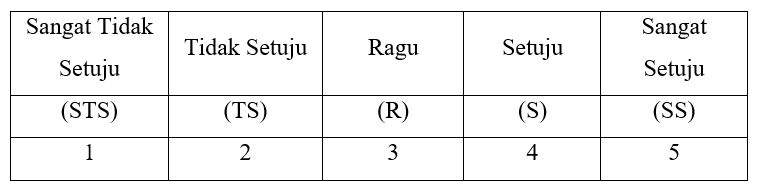 Sangat Tidak
Setuju
Tidak Setuju
Ragu
Setuju
Sangat
Setuju
(STS)
(TS)
(R)
(S)
(SS)
1
2
3
4
5